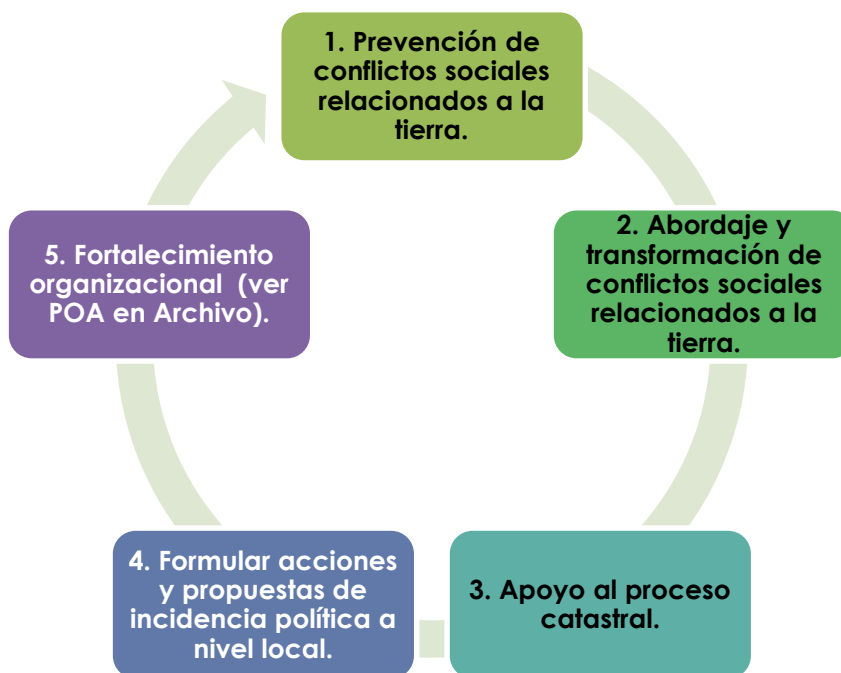 1. Prevención de
conflictos sociales
relacionados a la
tierra.
2. Abordaje y
transformación de
conflictos sociales
relacionados a la
tierra.
3. Apoyo al proceso
catastral.
4. Formular acciones
y propuestas de
incidencia política a
nivel local.
5. Fortalecimiento
organizacional (ver
POA en Archivo).